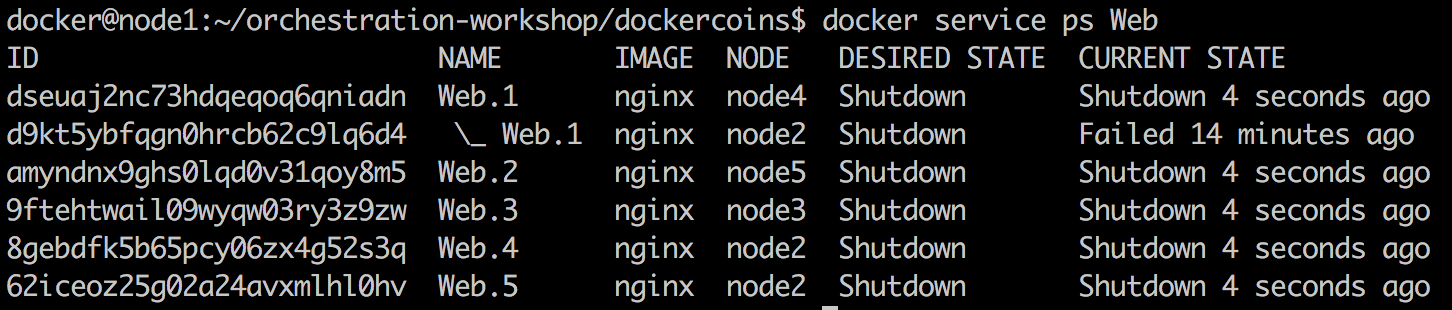 docker@node1:~/orchestration-workshop/dockercoins$ docker service ps Web
ID                         NAME       IMAGE  NODE   DESIRED STATE  CURRENT STATE
dseuaj2nc73hdqeqoq6qniadn  Web.1      nginx  node4  Shutdown       Shutdown 4 seconds ago
d9kt5ybfqgn0hrcb62c9lq6d4   \_ Web.1  nginx  node2  Shutdown       Failed 14 minutes ago
amyndnx9ghs0lqd0v31qoy8m5  Web.2      nginx  node5  Shutdown       Shutdown 4 seconds ago
9ftehtwail09wyqw03ry3z9zw  Web.3      nginx  node3  Shutdown       Shutdown 4 seconds ago
8gebdfk5b65pcy06zx4g52s3q  Web.4      nginx  node2  Shutdown       Shutdown 4 seconds ago
62iceoz25g02a24avxmlhl0hv  Web.5      nginx  node2  Shutdown       Shutdown 4 seconds ago